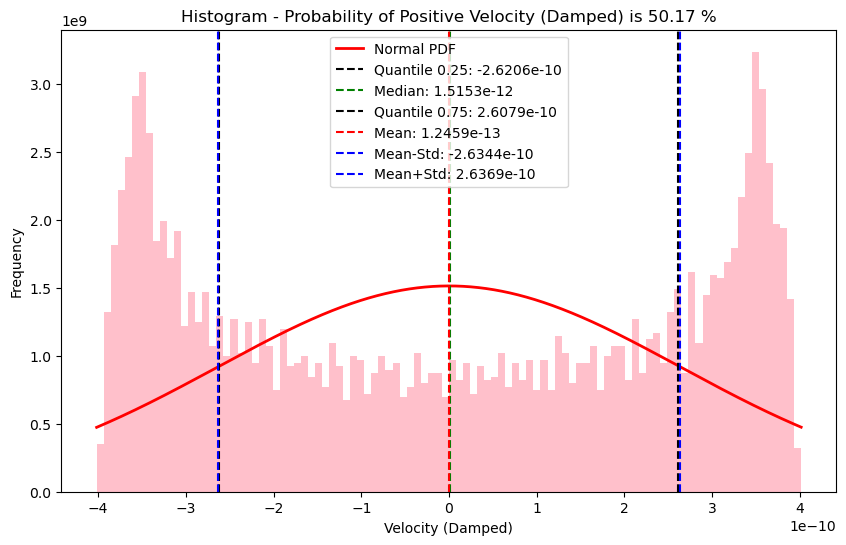 Histogram - Probability of Positive Velocity (Damped) is 50.17 %
1e9
Normal PDF
Quantile 0.25: -2.6206e-10
Median: 1.5153e-12
Quantile 0.75: 2.6079e-10
Mean: 1.2459e-13
Mean-Std: -2.6344e-10
Mean+Std: 2.6369e-10
3.0
2.5
2.0
1.5
1.0
0.5
0.0
Frequency
−4 −3 −2 −1 0 1 2 3 4
1e−10
Velocity (Damped)